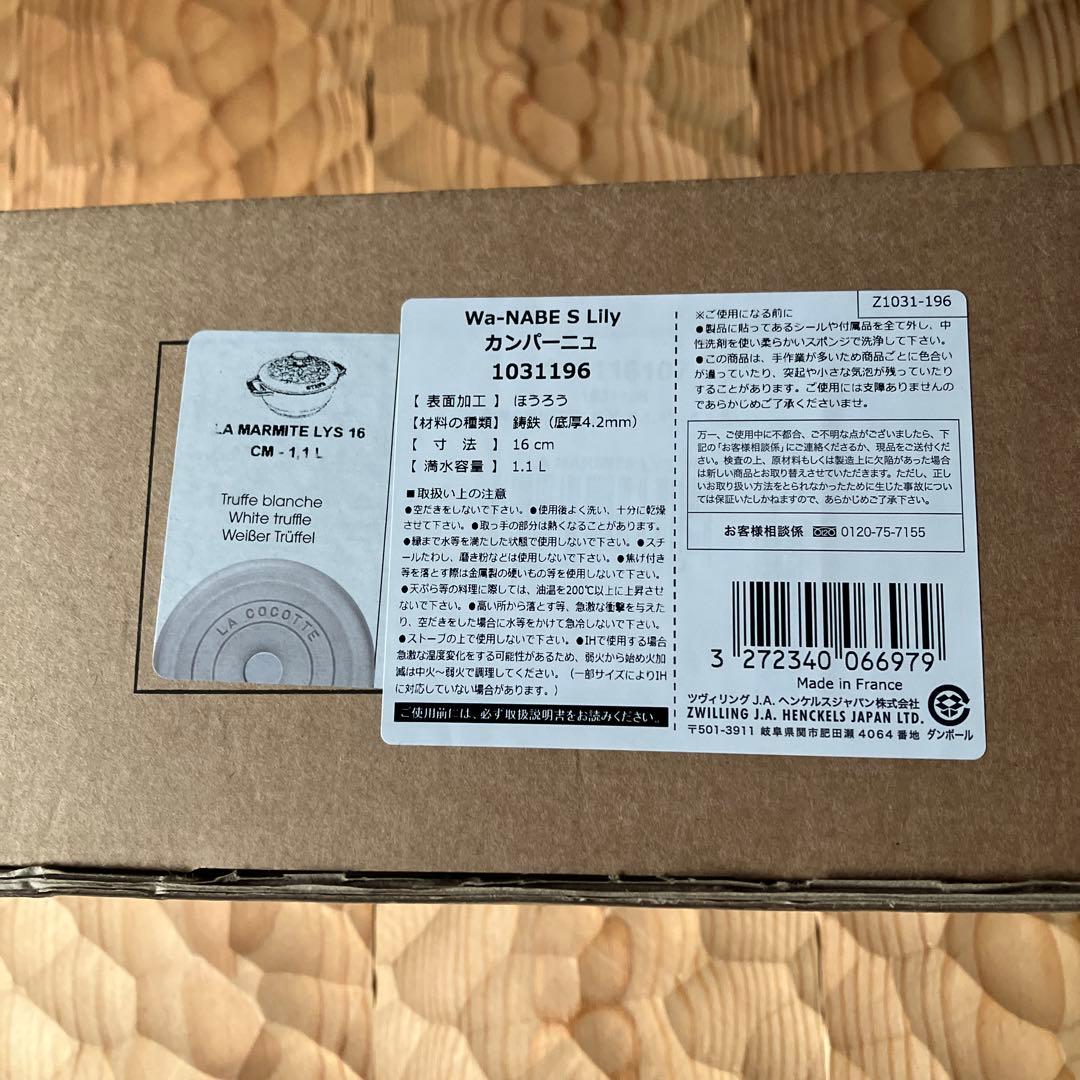 LA MARMITE LYS 16
CM - 1,1 L
Truffe blanche
White truffle
Weißer Trüffel
LA COCOTTE
Wa-NABE S Lily
カンパーニュ
1031196
【 表面加工 】 ほうろう
【材料の種類】 鋳鉄（底厚4.2mm）
【 寸 法 】 16 cm
【 満水容量 】 1.1 L
■取扱い上の注意
●空だきをしないで下さい。●使用後よく洗い、十分に乾燥
させて下さい。●取っ手の部分は熱くなることがあります。
●縁まで水等を満たした状態で使用しないで下さい。●スチ
ールたわし、磨き粉などは使用しないで下さい。●焦げ付き
等を落とす際は金属製の硬いもの等を使用しないで下さい。
●天ぷら等の料理に際しては、油温を200℃以上に上昇させ
ないで下さい。●高い所から落とす等、急激な衝撃を与えた
り、空だきをした場合に水等をかけて急冷しないで下さい。
●ストーブの上で使用しないで下さい。●IHで使用する場合
急激な温度変化をする可能性があるため、弱火から始め火加
減は中火〜弱火で調理してください。（一部サイズによりIH
に対応していない場合があります。）
ご使用前には、必ず取扱説明書をお読みください。
Z1031-196
※ご使用になる前に
●製品に貼ってあるシールや付属品を全て外し、中
性洗剤を使い柔らかいスポンジで洗浄して下さい。
●この商品は、手作業が多いため商品ごとに色合い
が違っていたり、突起や小さな気泡が残っていたり
することがあります。ご使用には支障ありませんの
であらかじめご了承くださいませ。
万一、ご使用中に不都合、ご不明な点がございましたら、下
記の「お客様相談係」にご連絡くださるか、現品をご送付くだ
さい。検査の上、原材料もしくは製造上に欠陥があった場合
は新しい商品とお取り替えさせていただきます。ただし、正し
いお取り扱い方法をとられなかったために生じた事故につい
ては保証いたしかねますので、あらかじめご了承下さい。
お客様相談係 0120-75-7155
3 272340 066979
Made in France
ツヴィリング J.A. ヘンケルスジャパン株式会社
ZWILLING J.A. HENCKELS JAPAN LTD.
〒501-3911 岐阜県関市肥田瀬 4064 番地
ダンボール